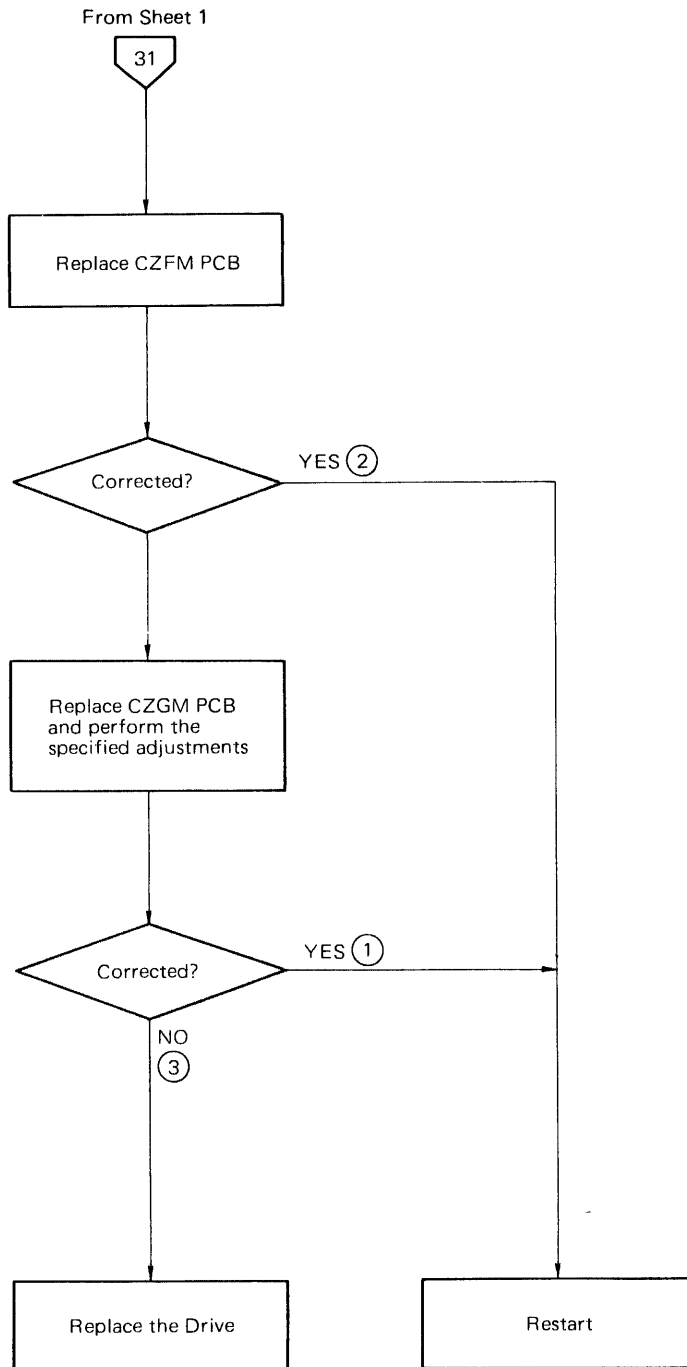 From Sheet 1
31
Replace CZFM PCB
Corrected?
YES 2
Replace CZGM PCB
and perform the
specified adjustments
Corrected?
YES 1
NO
3
Replace the Drive
Restart